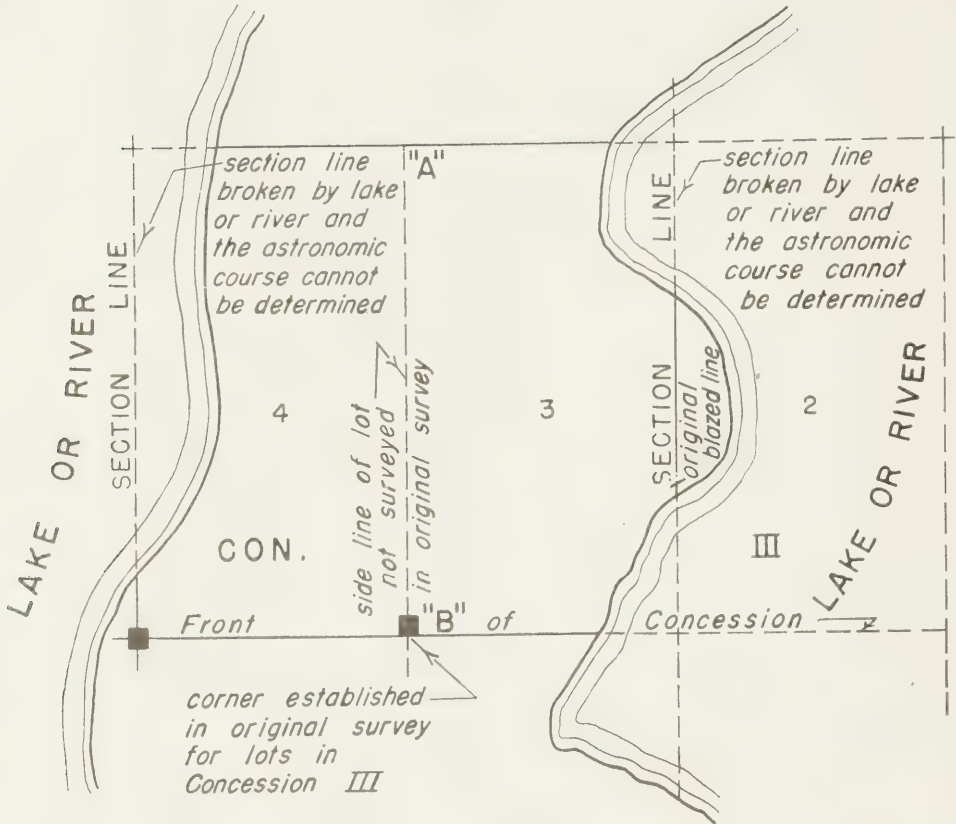 "A"
section line
broken by lake
or river and
the astronomic
course cannot
be determined
section line
broken by lake
or river and
the astronomic
course cannot
be determined
LAKE OR RIVER
SECTION LINE
4
side line of lot
not surveyed
in original survey
3
SECTION LINE
original
blazed line
2
LAKE OR RIVER
CON.
III
Front "B" of Concession
corner established
in original survey
for lots in
Concession III